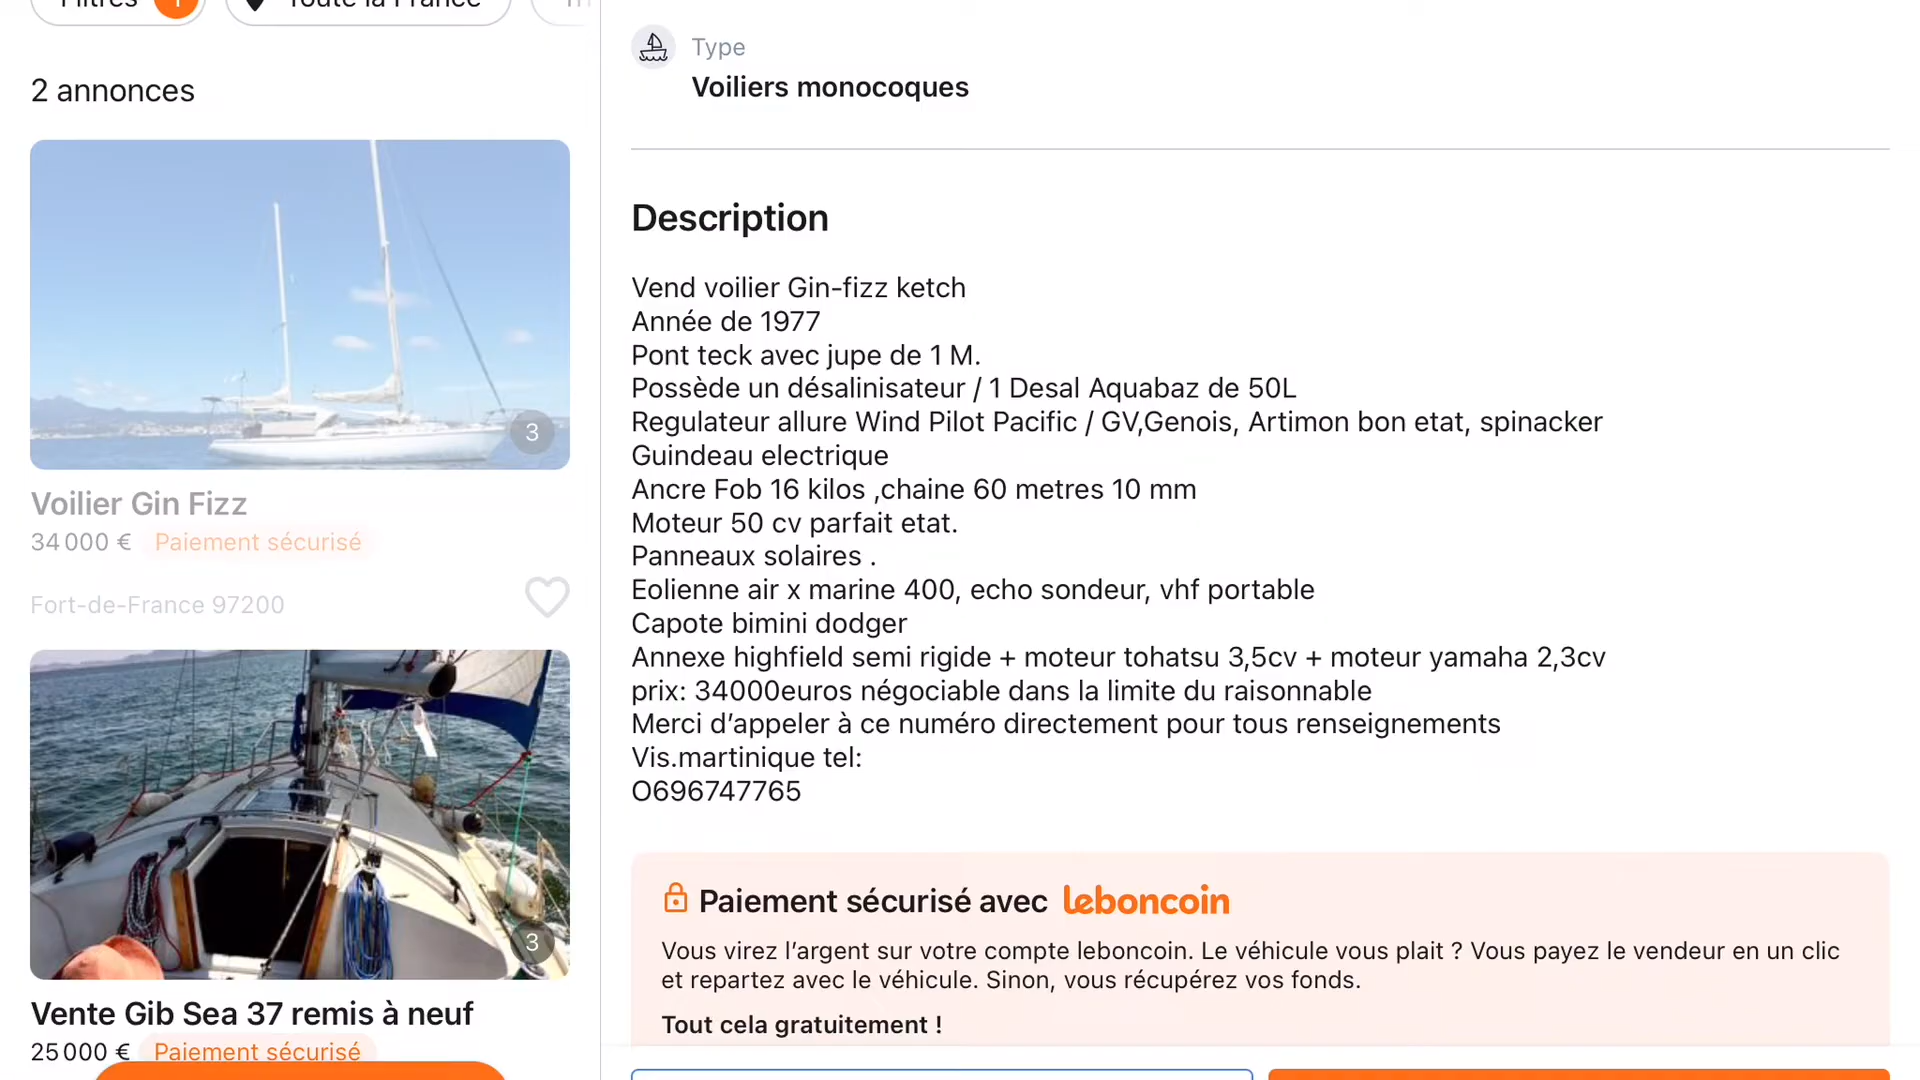 Filtres 1
Toute la France
2 annonces
3
Voilier Gin Fizz
34 000 € Paiement sécurisé
Fort-de-France 97200
3
Vente Gib Sea 37 remis à neuf
25 000 € Paiement sécurisé
Type
Voiliers monocoques
Description
Vend voilier Gin-fizz ketch
Année de 1977
Pont teck avec jupe de 1 M.
Possède un désalinisateur / 1 Desal Aquabaz de 50L
Regulateur allure Wind Pilot Pacific / GV,Genois, Artimon bon etat, spinacker
Guindeau electrique
Ancre Fob 16 kilos ,chaine 60 metres 10 mm
Moteur 50 cv parfait etat.
Panneaux solaires .
Eolienne air x marine 400, echo sondeur, vhf portable
Capote bimini dodger
Annexe highfield semi rigide + moteur tohatsu 3,5cv + moteur yamaha 2,3cv
prix: 34000euros négociable dans la limite du raisonnable
Merci d’appeler à ce numéro directement pour tous renseignements
Vis.martinique tel:
O696747765
Paiement sécurisé avec leboncoin
Vous virez l’argent sur votre compte leboncoin. Le véhicule vous plait ? Vous payez le vendeur en un clic
et repartez avec le véhicule. Sinon, vous récupérez vos fonds.
Tout cela gratuitement !